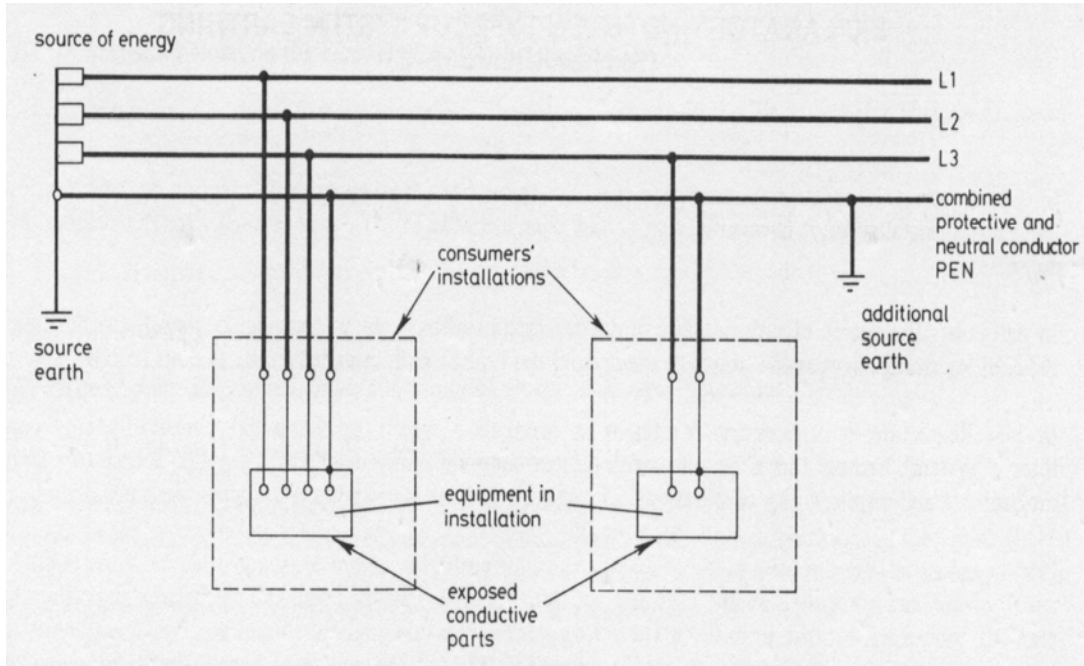 source of energy
L1
L2
L3
combined
protective and
neutral conductor
PEN
consumers'
installations
source
earth
additional
source
earth
equipment in
installation
exposed
conductive
parts